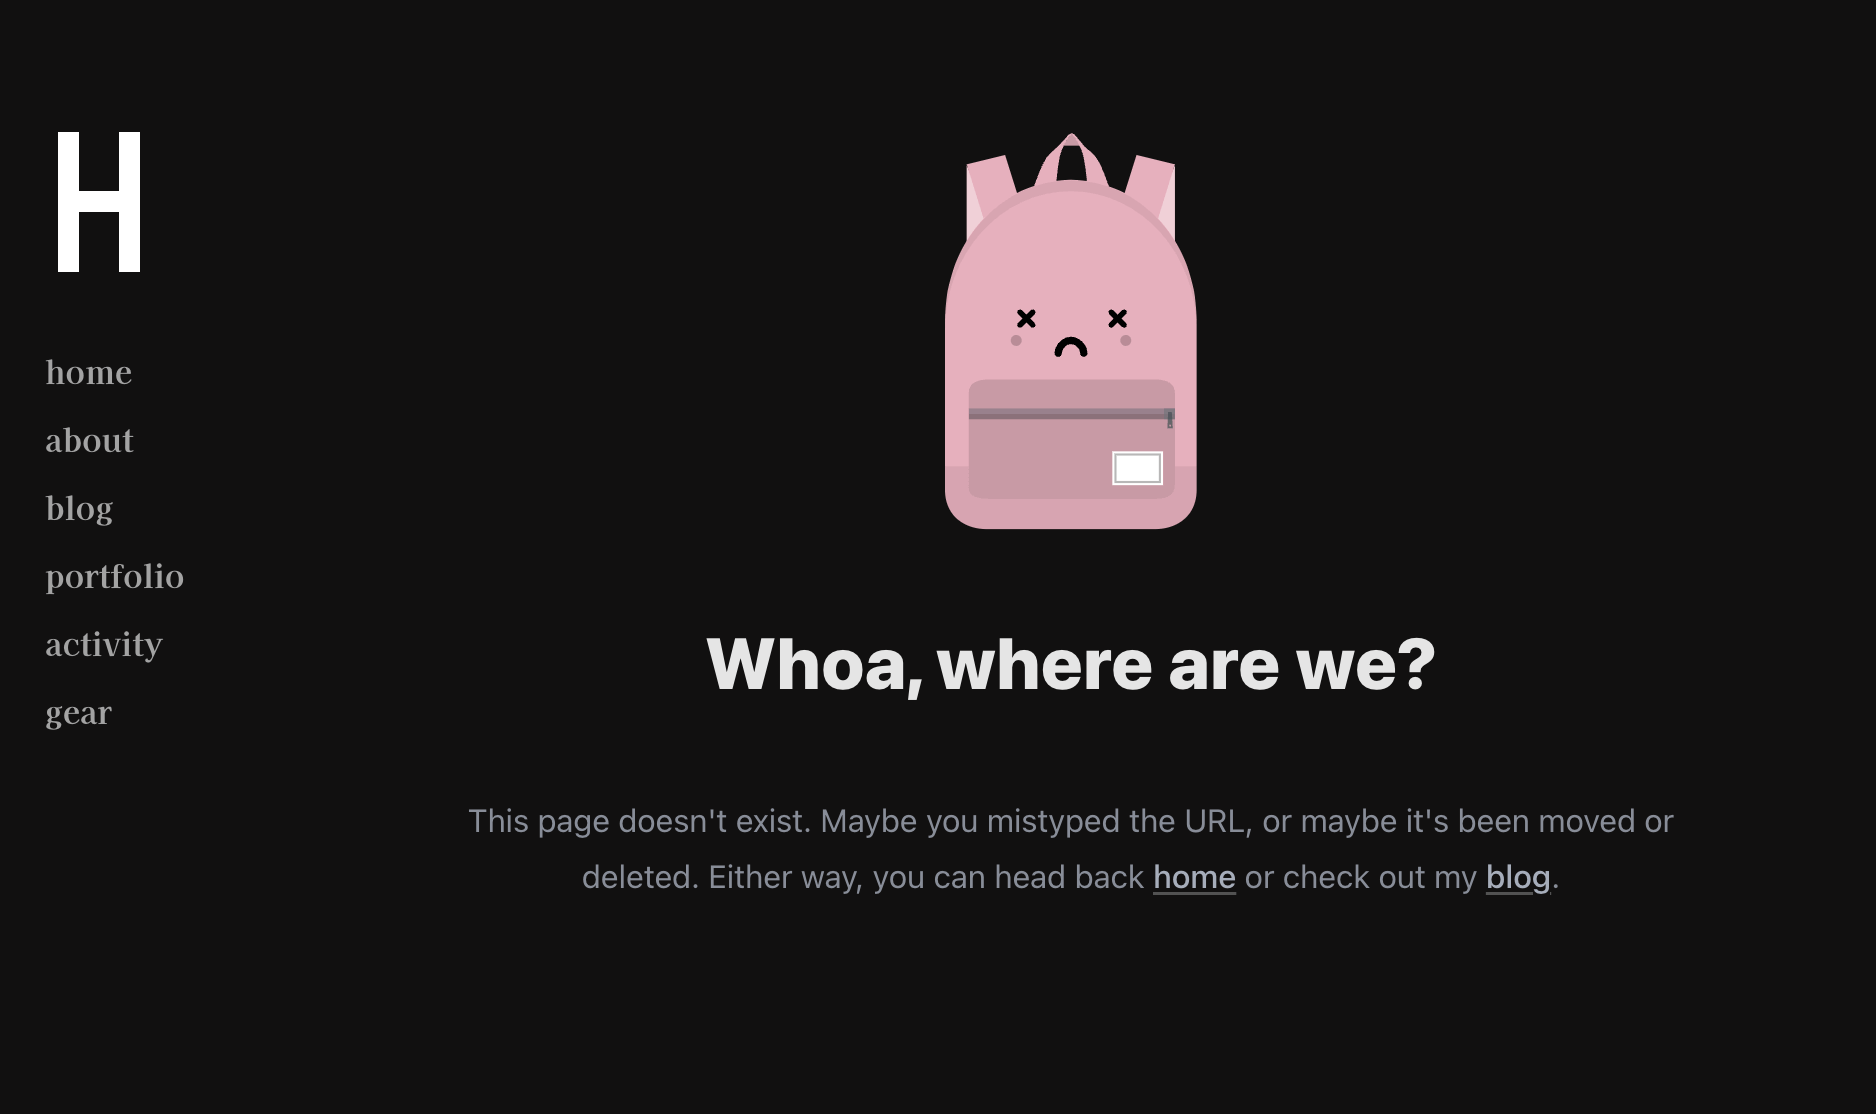 H
home
about
blog
portfolio
activity
gear
Whoa, where are we?
This page doesn't exist. Maybe you mistyped the URL, or maybe it's been moved or
deleted. Either way, you can head back home or check out my blog.